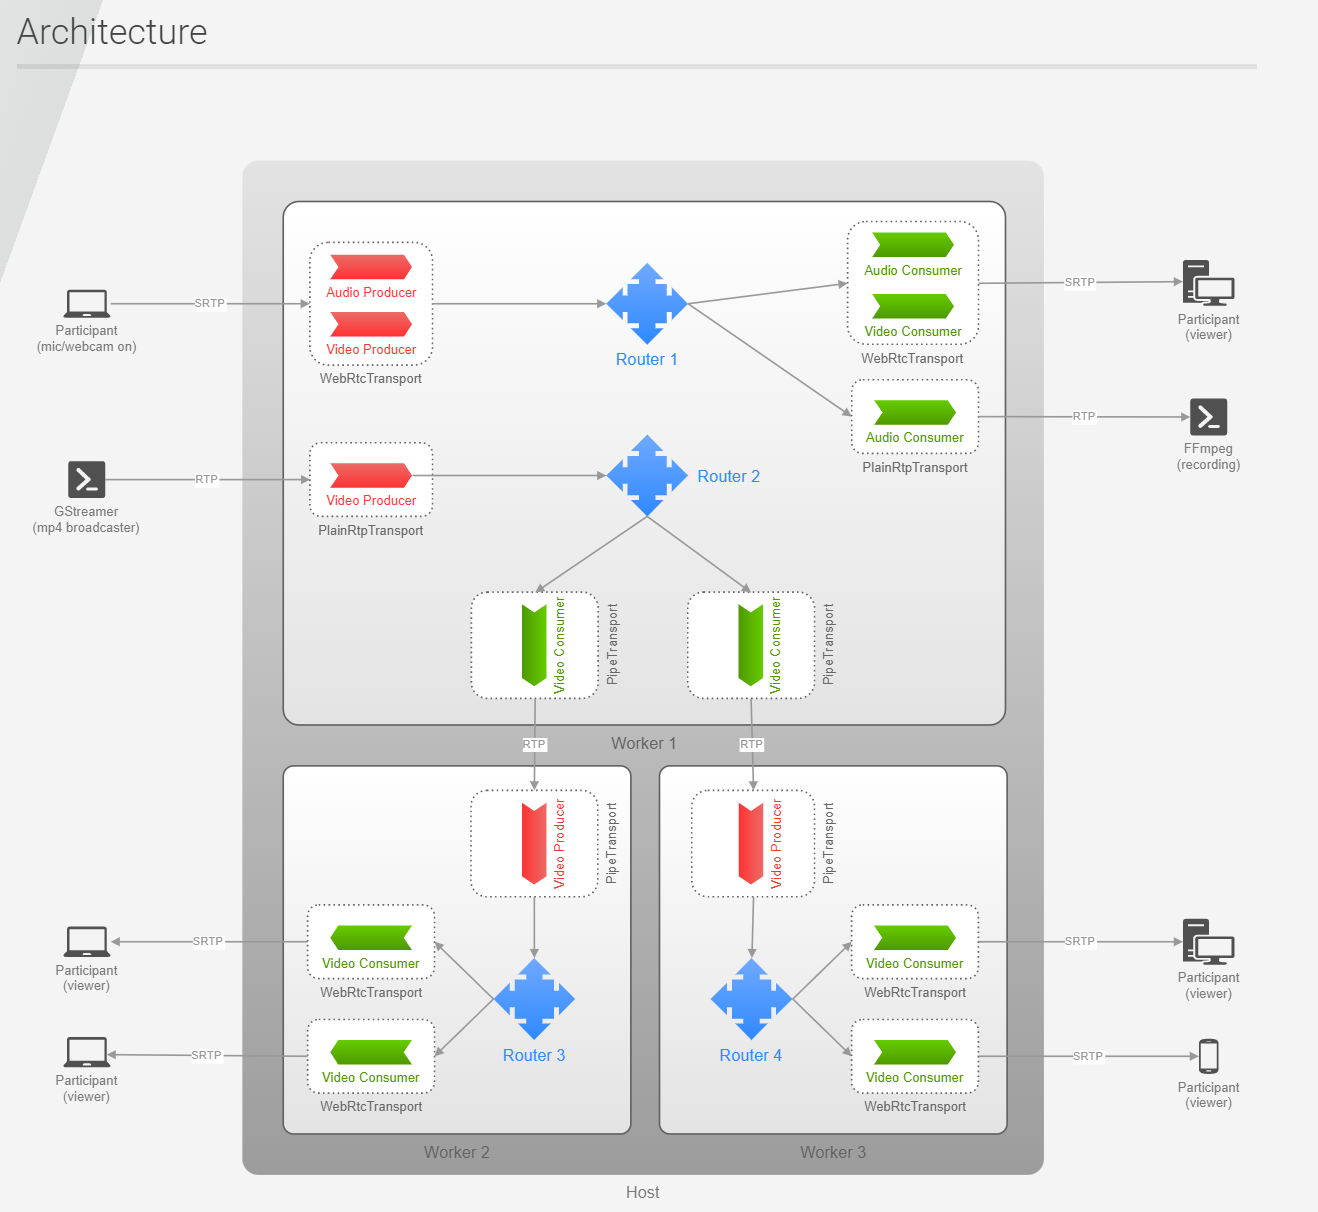 Architecture
Audio Producer
Video Producer
WebRtcTransport
SRTP
Participant
(mic/webcam on)
Router 1
Audio Consumer
Video Consumer
WebRtcTransport
SRTP
Participant
(viewer)
Audio Consumer
PlainRtpTransport
RTP
FFmpeg
(recording)
RTP
GStreamer
(mp4 broadcaster)
Video Producer
PlainRtpTransport
Router 2
Video Consumer
PipeTransport
Video Consumer
PipeTransport
RTP
Worker 1
RTP
Video Producer
PipeTransport
Video Producer
PipeTransport
SRTP
Participant
(viewer)
Video Consumer
WebRtcTransport
Router 3
SRTP
Participant
(viewer)
Video Consumer
WebRtcTransport
Router 4
Video Consumer
WebRtcTransport
SRTP
Participant
(viewer)
Video Consumer
WebRtcTransport
SRTP
Participant
(viewer)
Worker 2
Worker 3
Host